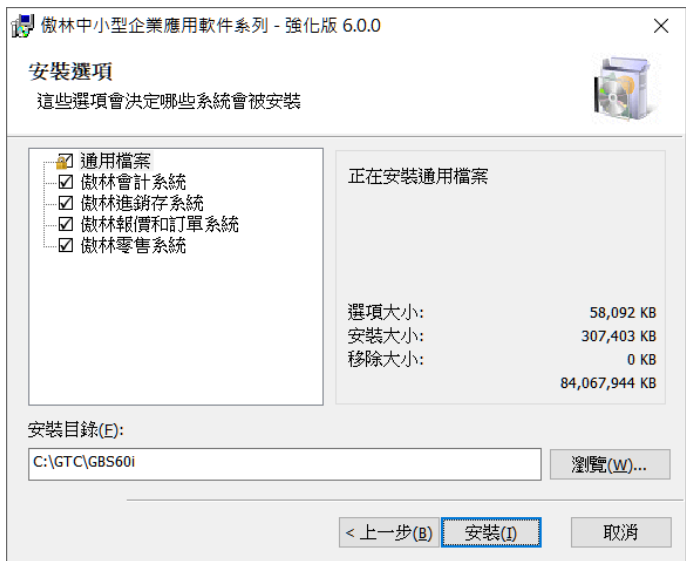 傲林中小型企業應用軟件系列 - 強化版 6.0.0
安裝選項
這些選項會決定哪些系統會被安裝
通用檔案
傲林會計系統
傲林進銷存系統
傲林報價和訂單系統
傲林零售系統
正在安裝通用檔案
選項大小: 58,092 KB
安裝大小: 307,403 KB
移除大小: 0 KB
84,067,944 KB
安裝目錄(F):
C:\GTC\GBS60i
瀏覽(W)...
< 上一步(B) 安裝(I) 取消